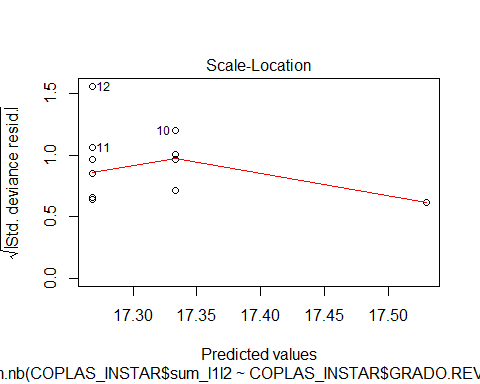 Scale-Location
√|Std. deviance resid.|
1.5
1.0
0.5
0.0
12
11
10
17.30 17.35 17.40 17.45 17.50
Predicted values
n.nb(COPLAS_INSTAR$sum_l1l2 ~ COPLAS_INSTAR$GRADO.REV